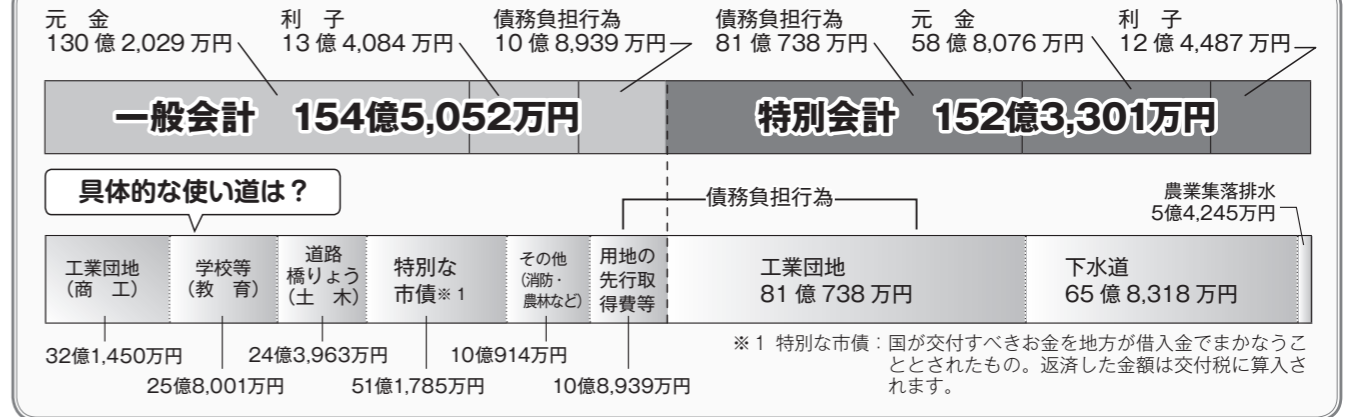 元　金
130 億 2,029 万円
利　子
13 億 4,084 万円
債務負担行為
10 億 8,939 万円
債務負担行為
81 億 738 万円
元　金
58 億 8,076 万円
利　子
12 億 4,487 万円
一般会計　154億5,052万円
特別会計　152億3,301万円
具体的な使い道は？
債務負担行為
農業集落排水
5億4,245万円
工業団地
（商　工）
学校等
（教　育）
道路
橋りょう
（土　木）
特別な
市債※1
その他
（消防・
農林など）
用地の
先行取
得費等
工業団地
81 億 738 万円
下水道
65 億 8,318 万円
32億1,450万円
25億8,001万円
24億3,963万円
51億1,785万円
10億914万円
10億8,939万円
※1 特別な市債：国が交付すべきお金を地方が借入金でまかなうこ
ととされたもの。返済した金額は交付税に算入さ
れます。